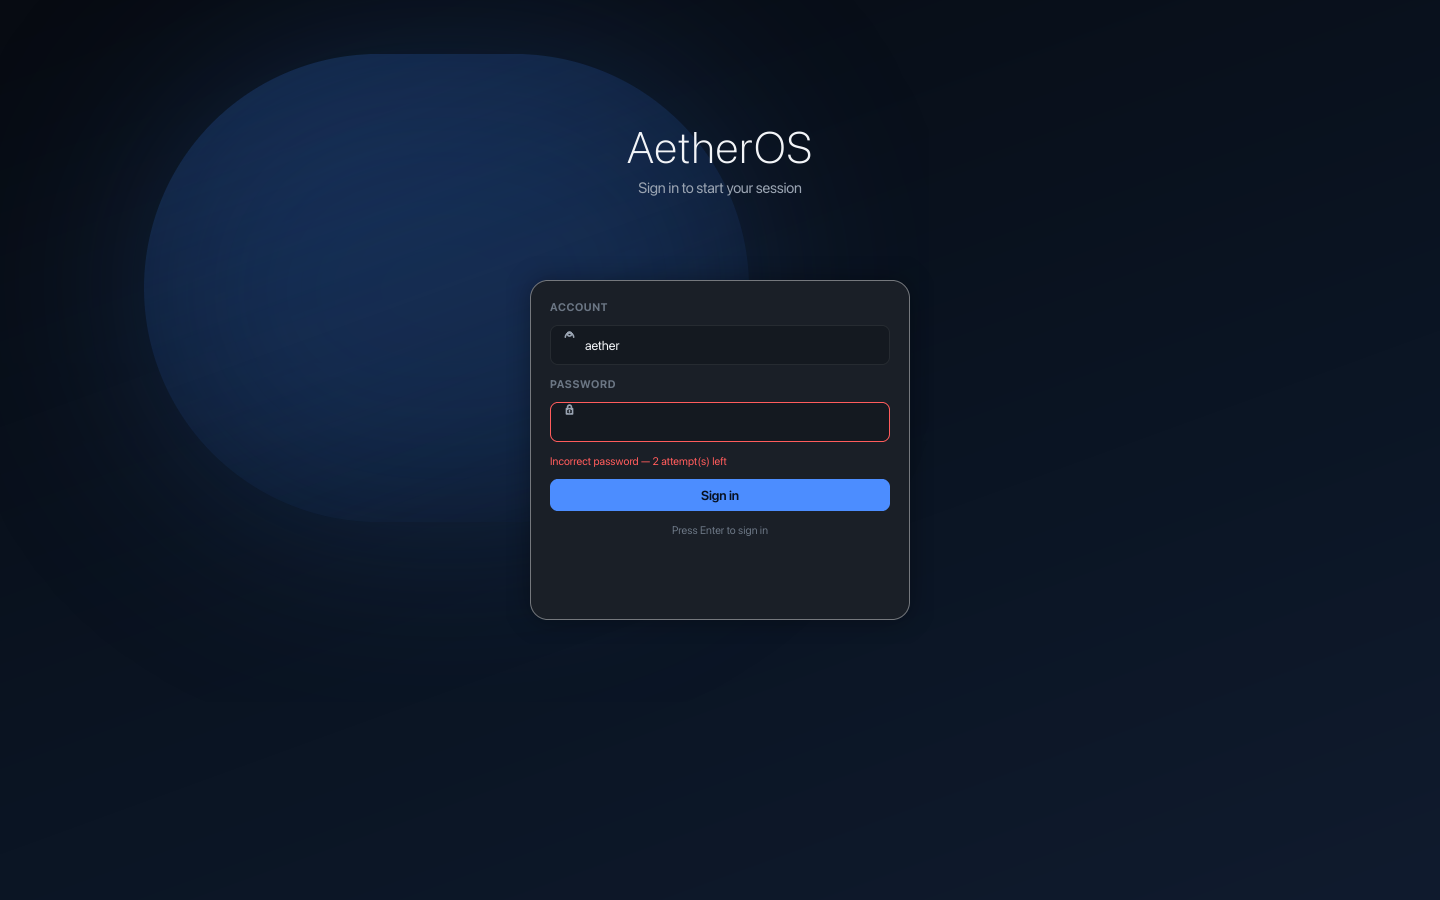 AetherOS
Sign in to start your session
ACCOUNT
aether
PASSWORD
Incorrect password — 2 attempt(s) left
Sign in
Press Enter to sign in